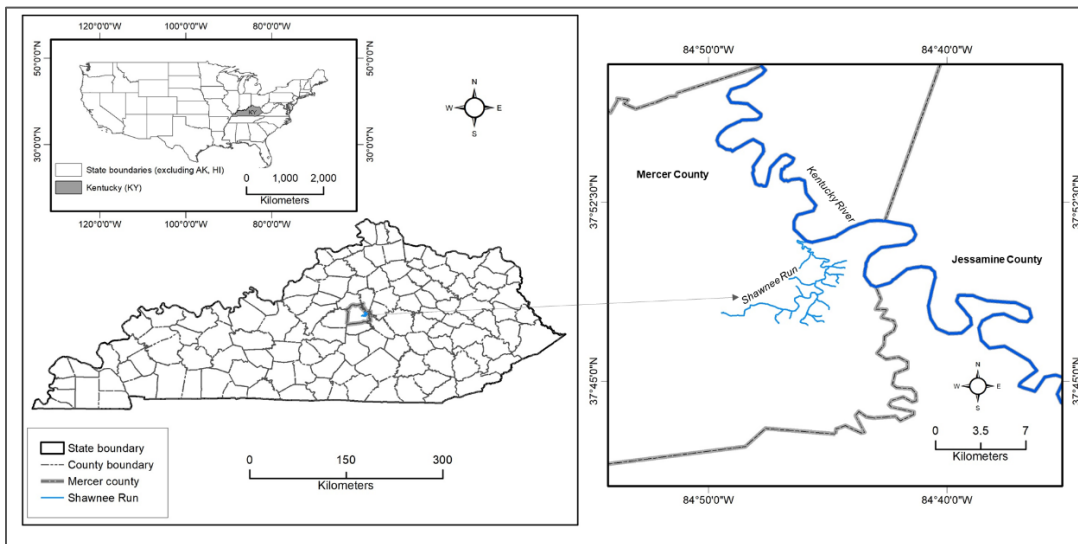 120°0'0"W 100°0'0"W 80°0'0"W
50°0'0"N
50°0'0"N
30°0'0"N
30°0'0"N
KY
State boundaries (excluding AK, HI)
Kentucky (KY)
0 1,000 2,000
Kilometers
120°0'0"W 100°0'0"W 80°0'0"W
N
W E
S
State boundary
County boundary
Mercer county
Shawnee Run
0 150 300
Kilometers
84°50'0"W 84°40'0"W
37°52'30"N
37°52'30"N
37°45'0"N
37°45'0"N
Mercer County
Kentucky River
Jessamine County
Shawnee Run
N
W E
S
0 3.5 7
Kilometers
84°50'0"W 84°40'0"W